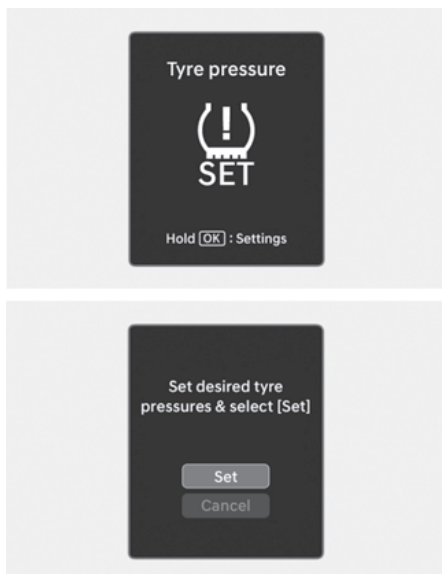 Tyre pressure
SET
Hold OK : Settings
Set desired tyre
pressures & select [Set]
Set
Cancel